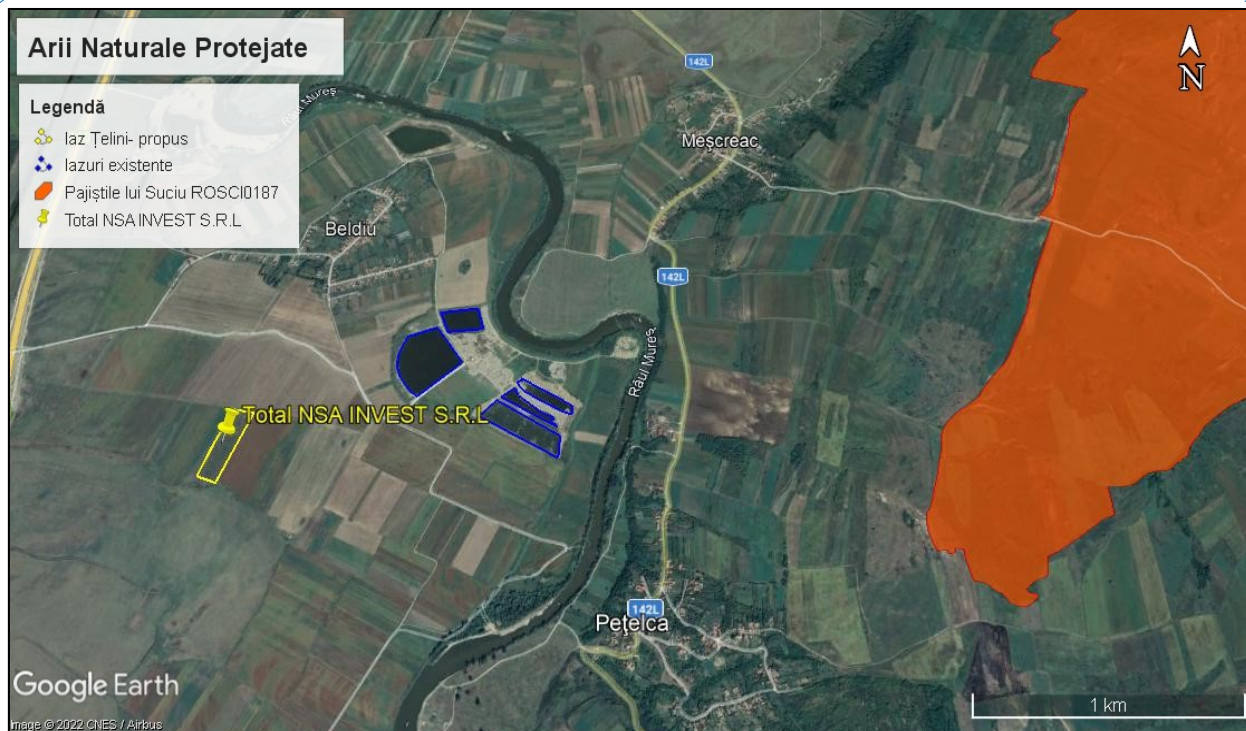 Arii Naturale Protejate
Legendă
Iaz Țelini- propus
Iazuri existente
Pajiștile lui Suciu ROSCI0187
Total NSA INVEST S.R.L
N
142L
Râul Mureș
Meșcreac
Beldiu
142L
Râul Mureș
Total NSA INVEST S.R.L
142L
Pețelca
Google Earth
1 km
Image © 2022 CNES / Airbus